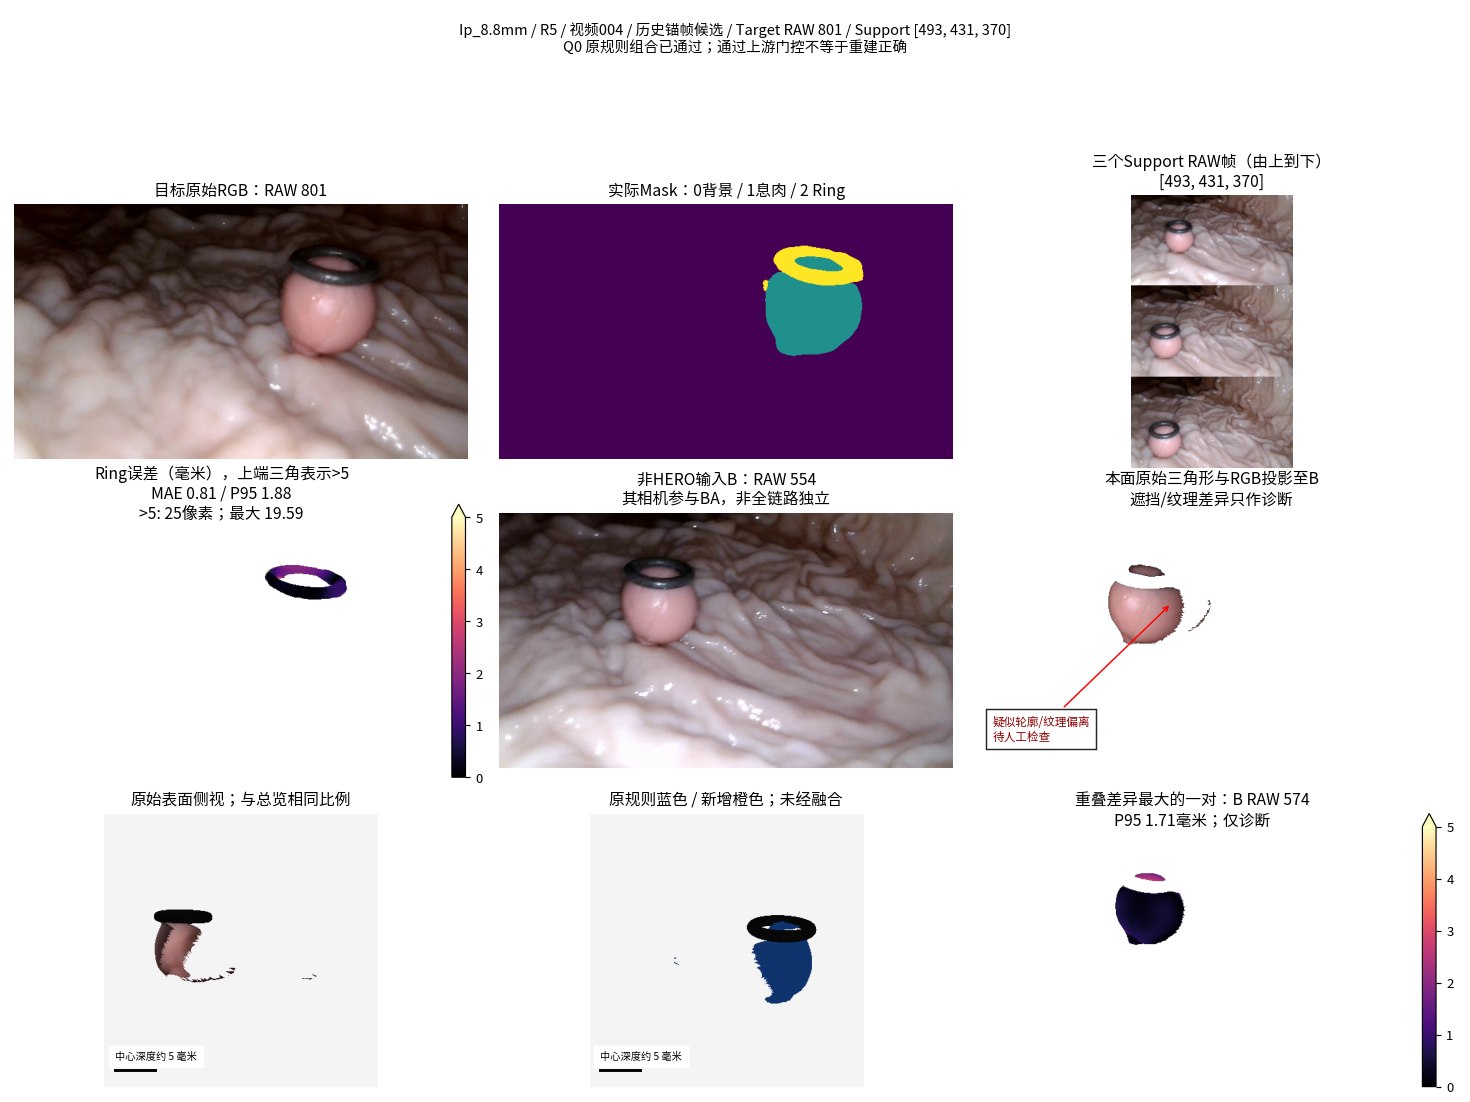 Ip_8.8mm / R5 / 视频004 / 历史锚帧候选 / Target RAW 801 / Support [493, 431, 370]
Q0 原规则组合已通过；通过上游门控不等于重建正确
目标原始RGB：RAW 801
实际Mask：0背景 / 1息肉 / 2 Ring
三个Support RAW帧（由上到下）
[493, 431, 370]
Ring误差（毫米），上端三角表示>5
MAE 0.81 / P95 1.88
>5: 25像素；最大 19.59
5
4
3
2
1
0
非HERO输入B：RAW 554
其相机参与BA，非全链路独立
本面原始三角形与RGB投影至B
遮挡/纹理差异只作诊断
疑似轮廓/纹理偏离
待人工检查
原始表面侧视；与总览相同比例
中心深度约 5 毫米
原规则蓝色 / 新增橙色；未经融合
中心深度约 5 毫米
重叠差异最大的一对：B RAW 574
P95 1.71毫米；仅诊断
5
4
3
2
1
0